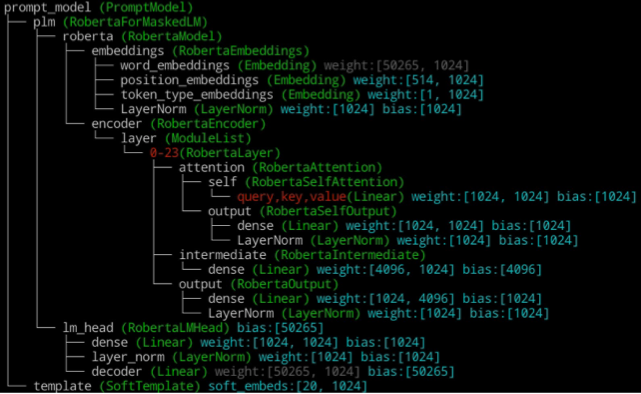 prompt_model (PromptModel)
├── plm (RobertaForMaskedLM)
│   ├── roberta (RobertaModel)
│   │   ├── embeddings (RobertaEmbeddings)
│   │   │   ├── word_embeddings (Embedding) weight:[50265, 1024]
│   │   │   ├── position_embeddings (Embedding) weight:[514, 1024]
│   │   │   ├── token_type_embeddings (Embedding) weight:[1, 1024]
│   │   │   └── LayerNorm (LayerNorm) weight:[1024] bias:[1024]
│   │   └── encoder (RobertaEncoder)
│   │       └── layer (ModuleList)
│   │           └── 0-23(RobertaLayer)
│   │               ├── attention (RobertaAttention)
│   │               │   ├── self (RobertaSelfAttention)
│   │               │   │   └── query,key,value(Linear) weight:[1024, 1024] bias:[1024]
│   │               │   └── output (RobertaSelfOutput)
│   │               │       ├── dense (Linear) weight:[1024, 1024] bias:[1024]
│   │               │       └── LayerNorm (LayerNorm) weight:[1024] bias:[1024]
│   │               ├── intermediate (RobertaIntermediate)
│   │               │   └── dense (Linear) weight:[4096, 1024] bias:[4096]
│   │               └── output (RobertaOutput)
│   │                   ├── dense (Linear) weight:[1024, 4096] bias:[1024]
│   │                   └── LayerNorm (LayerNorm) weight:[1024] bias:[1024]
│   └── lm_head (RobertaLMHead) bias:[50265]
│       ├── dense (Linear) weight:[1024, 1024] bias:[1024]
│       ├── layer_norm (LayerNorm) weight:[1024] bias:[1024]
│       └── decoder (Linear) weight:[50265, 1024] bias:[50265]
└── template (SoftTemplate) soft_embeds:[20, 1024]